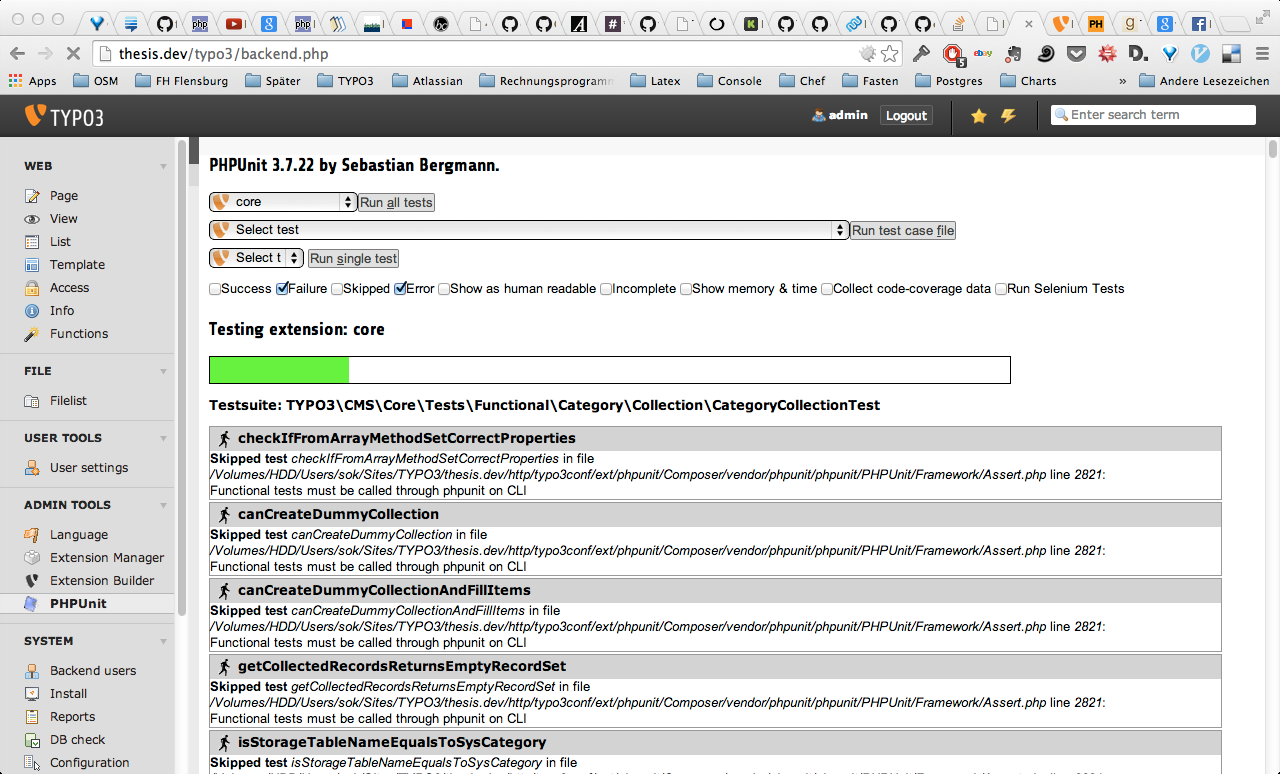 thesis.dev/typo3/backend.php
Apps OSM FH Flensburg Später TYPO3 Atlassian Rechnungsprogramm Latex Console Chef Fasten Postgres Charts » Andere Lesezeichen
TYPO3 admin Logout Enter search term
WEB
Page
View
List
Template
Access
Info
Functions
FILE
Filelist
USER TOOLS
User settings
ADMIN TOOLS
Language
Extension Manager
Extension Builder
PHPUnit
SYSTEM
Backend users
Install
Reports
DB check
Configuration
PHPUnit 3.7.22 by Sebastian Bergmann.
core Run all tests
Select test Run test case file
Select t Run single test
Success Failure Skipped Error Show as human readable Incomplete Show memory & time Collect code-coverage data Run Selenium Tests
Testing extension: core
Testsuite: TYPO3\CMS\Core\Tests\Functional\Category\Collection\CategoryCollectionTest
checkIfFromArrayMethodSetCorrectProperties
Skipped test checkIfFromArrayMethodSetCorrectProperties in file
/Volumes/HDD/Users/sok/Sites/TYPO3/thesis.dev/http/typo3conf/ext/phpunit/Composer/vendor/phpunit/phpunit/PHPUnit/Framework/Assert.php line 2821:
Functional tests must be called through phpunit on CLI
canCreateDummyCollection
Skipped test canCreateDummyCollection in file
/Volumes/HDD/Users/sok/Sites/TYPO3/thesis.dev/http/typo3conf/ext/phpunit/Composer/vendor/phpunit/phpunit/PHPUnit/Framework/Assert.php line 2821:
Functional tests must be called through phpunit on CLI
canCreateDummyCollectionAndFillItems
Skipped test canCreateDummyCollectionAndFillItems in file
/Volumes/HDD/Users/sok/Sites/TYPO3/thesis.dev/http/typo3conf/ext/phpunit/Composer/vendor/phpunit/phpunit/PHPUnit/Framework/Assert.php line 2821:
Functional tests must be called through phpunit on CLI
getCollectedRecordsReturnsEmptyRecordSet
Skipped test getCollectedRecordsReturnsEmptyRecordSet in file
/Volumes/HDD/Users/sok/Sites/TYPO3/thesis.dev/http/typo3conf/ext/phpunit/Composer/vendor/phpunit/phpunit/PHPUnit/Framework/Assert.php line 2821:
Functional tests must be called through phpunit on CLI
isStorageTableNameEqualsToSysCategory
Skipped test isStorageTableNameEqualsToSysCategory in file